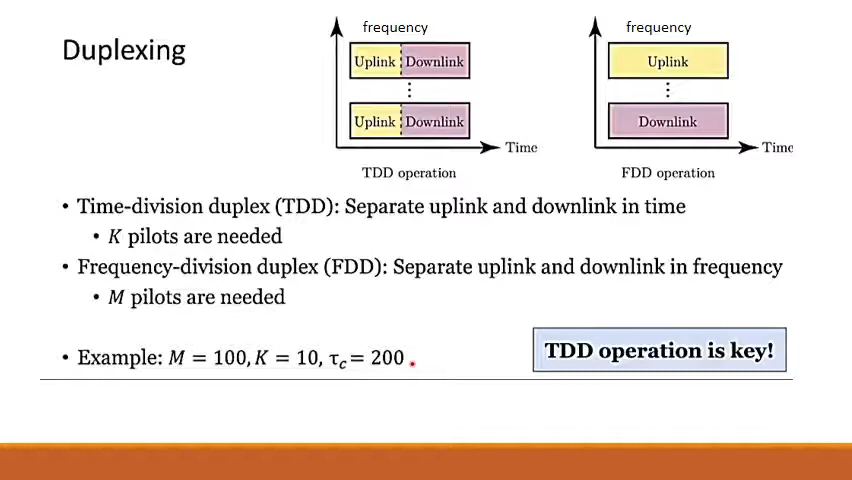 Duplexing
frequency
Uplink Downlink
⋮
Uplink Downlink
Time
TDD operation
frequency
Uplink
⋮
Downlink
Time
FDD operation
• Time-division duplex (TDD): Separate uplink and downlink in time
• K pilots are needed
• Frequency-division duplex (FDD): Separate uplink and downlink in frequency
• M pilots are needed
• Example: M = 100, K = 10, τc = 200
TDD operation is key!